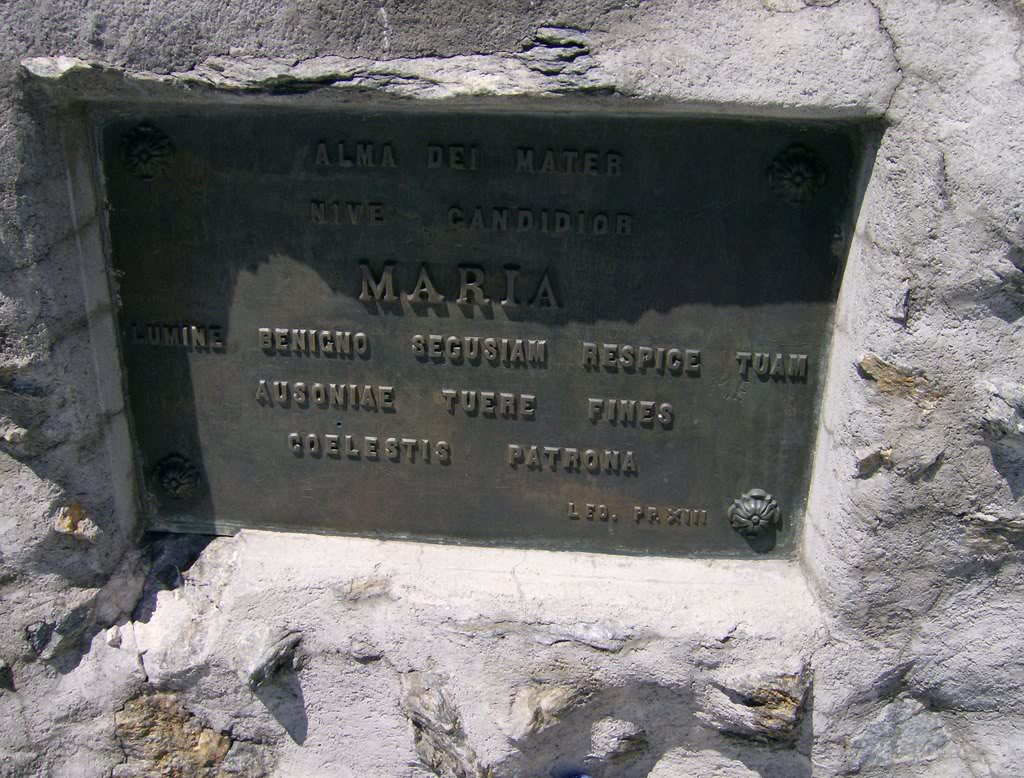 ALMA DEI MATER
NIVE CANDIDIOR
MARIA
LUMINE BENIGNO SEGUSIAM RESPICE TUAM
AUSONIAE TUERE FINES
COELESTIS PATRONA
LEO. PP. XIII